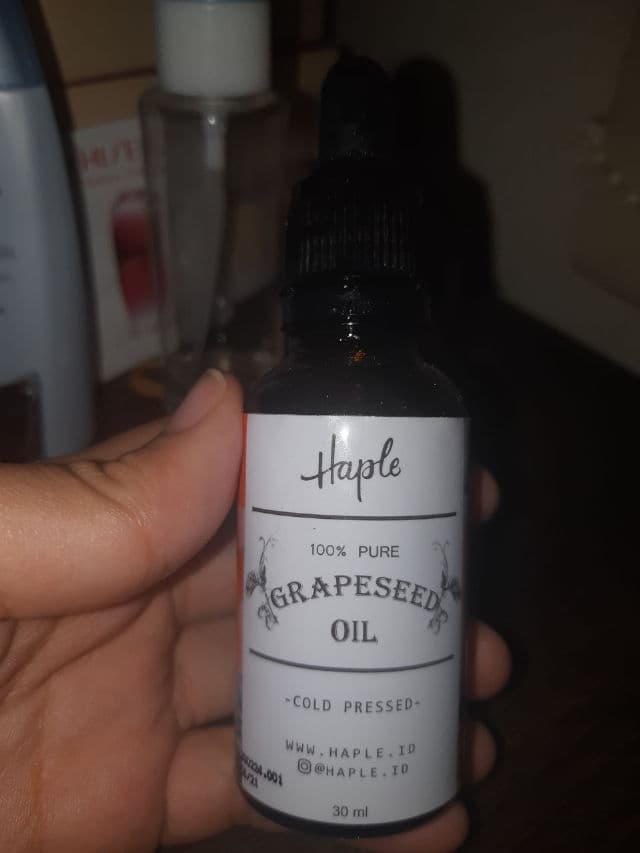 Haple
100% PURE
GRAPESEED
OIL
-COLD PRESSED-
WWW.HAPLE.ID
@HAPLE.ID
30 ml